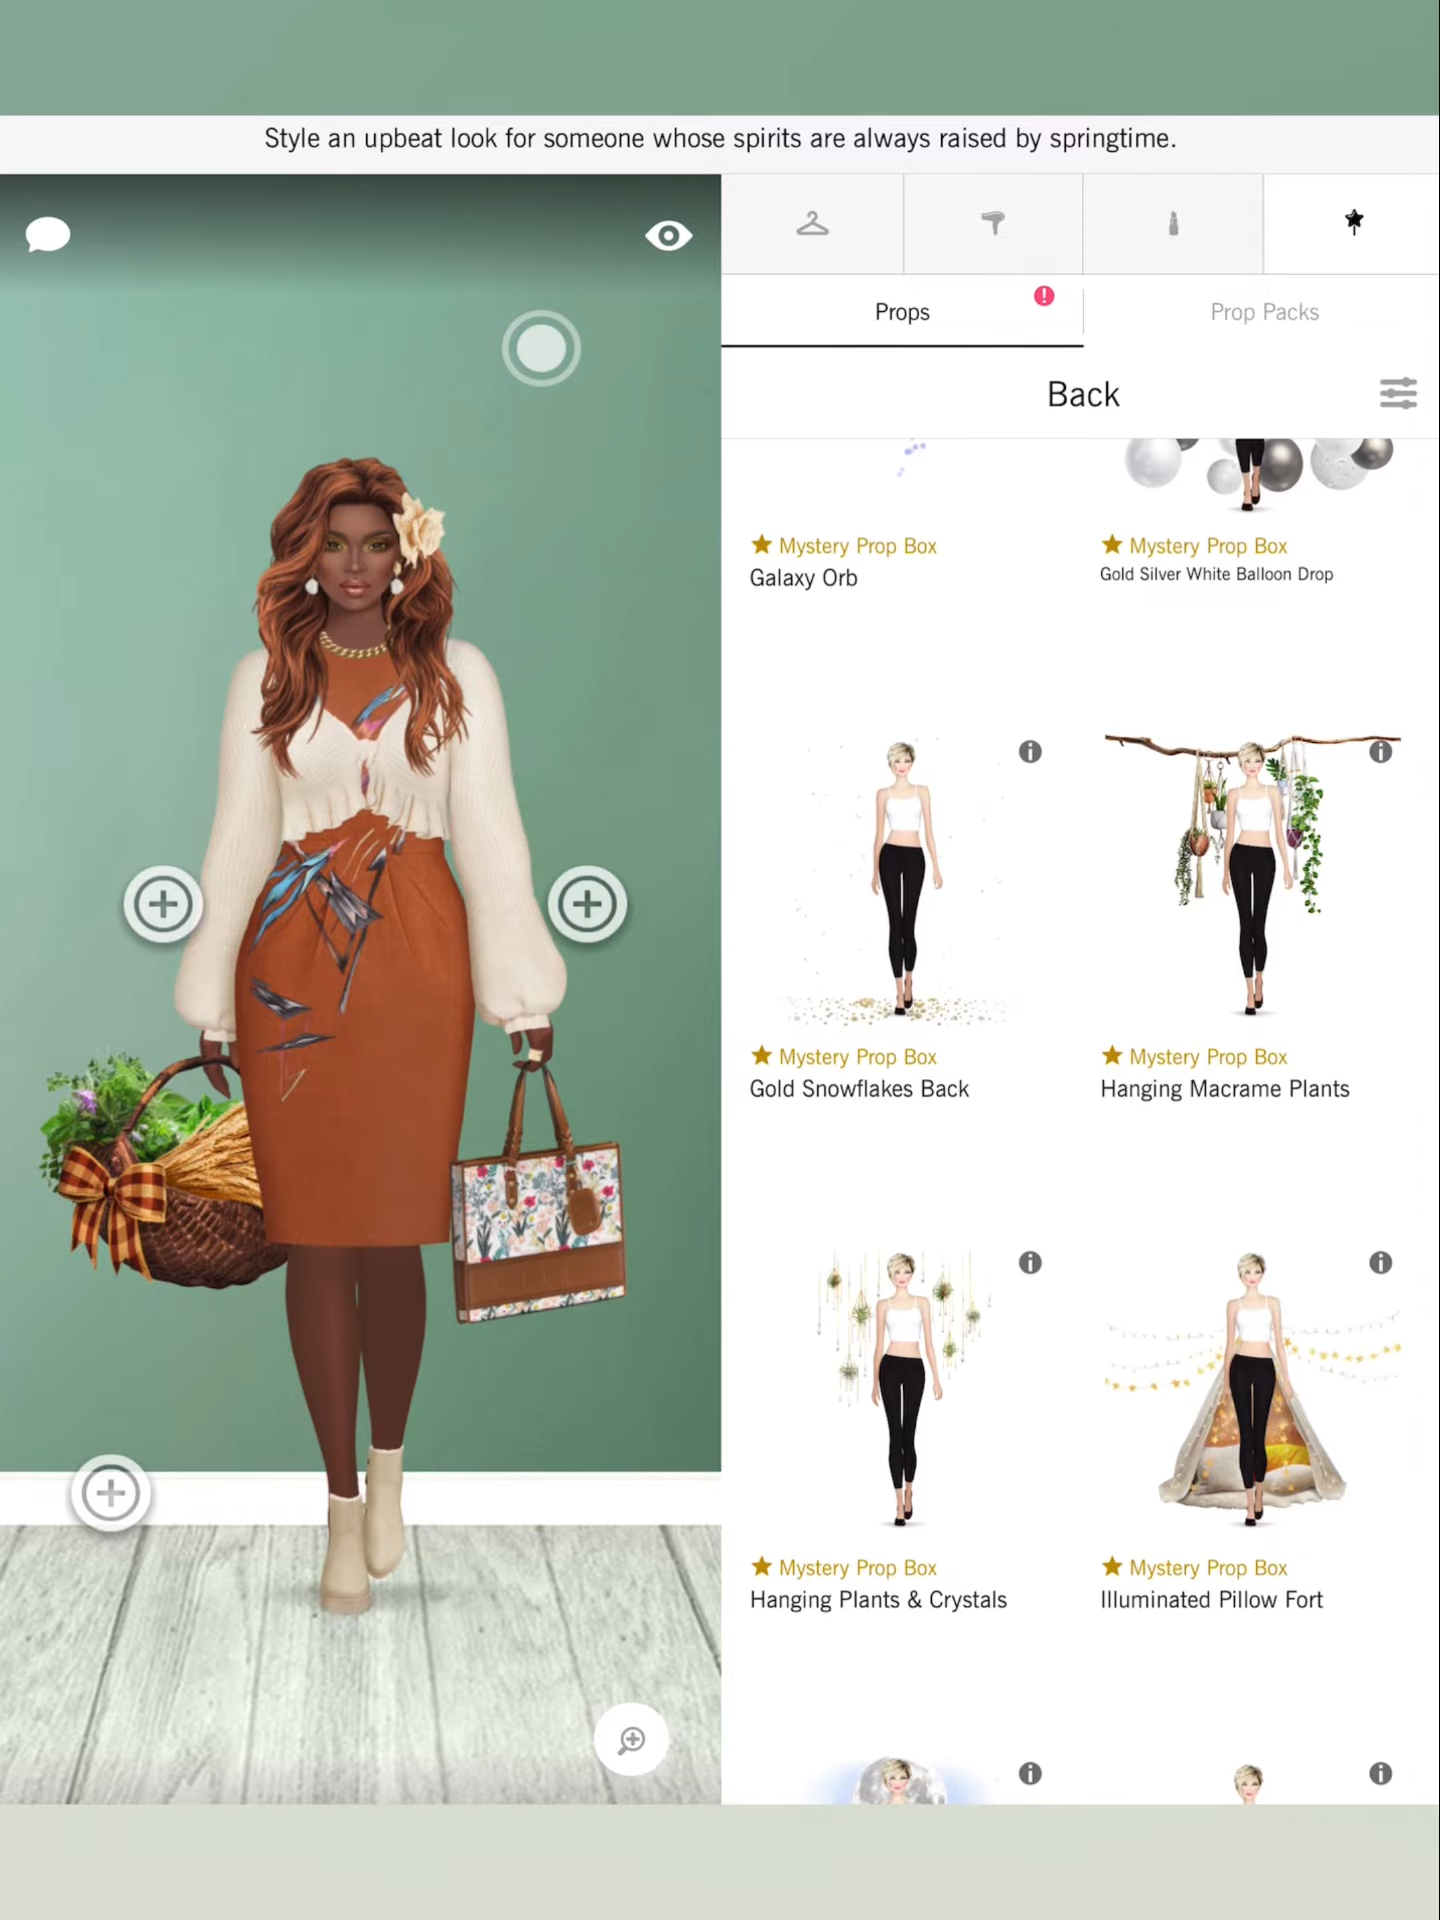 Style an upbeat look for someone whose spirits are always raised by springtime.
Props
Prop Packs
Back
Mystery Prop Box
Galaxy Orb
Mystery Prop Box
Gold Silver White Balloon Drop
Mystery Prop Box
Gold Snowflakes Back
Mystery Prop Box
Hanging Macrame Plants
Mystery Prop Box
Hanging Plants & Crystals
Mystery Prop Box
Illuminated Pillow Fort